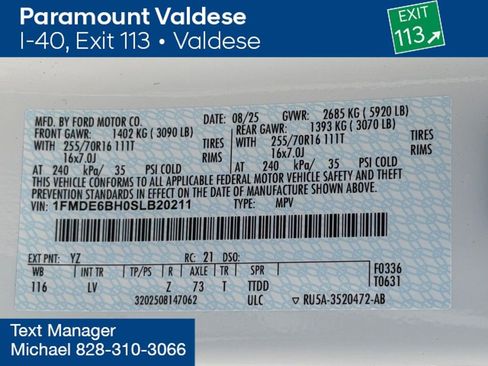 Paramount Valdese
I-40, Exit 113 • Valdese
EXIT
113
MFD. BY FORD MOTOR CO.
08/25
GVWR: 2685 KG ( 5920 LB)
FRONT GAWR: 1402 KG ( 3090 LB)
REAR GAWR: 1393 KG ( 3070 LB)
WITH 255/70R16 111T TIRES
WITH 255/70R16 111T TIRES
16x7.0J RIMS
16x7.0J RIMS
AT 240 kPa/ 35 PSI COLD
AT 240 kPa/ 35 PSI COLD
THIS VEHICLE CONFORMS TO ALL APPLICABLE FEDERAL MOTOR VEHICLE SAFETY AND
THEFT PREVENTION STANDARDS IN EFFECT ON THE DATE OF MANUFACTURE SHOWN ABOVE.
VIN: 1FMDE6BH0SLB20211
TYPE: MPV
EXT PNT: YZ RC: 21 DSO:
WB INT TR TP/PS R AXLE TR SPR
116 LV Z 73 T TTDD
F0336
T0631
3202508147062
ULC
▽ RU5A-3520472-AB
Text Manager
Michael 828-310-3066